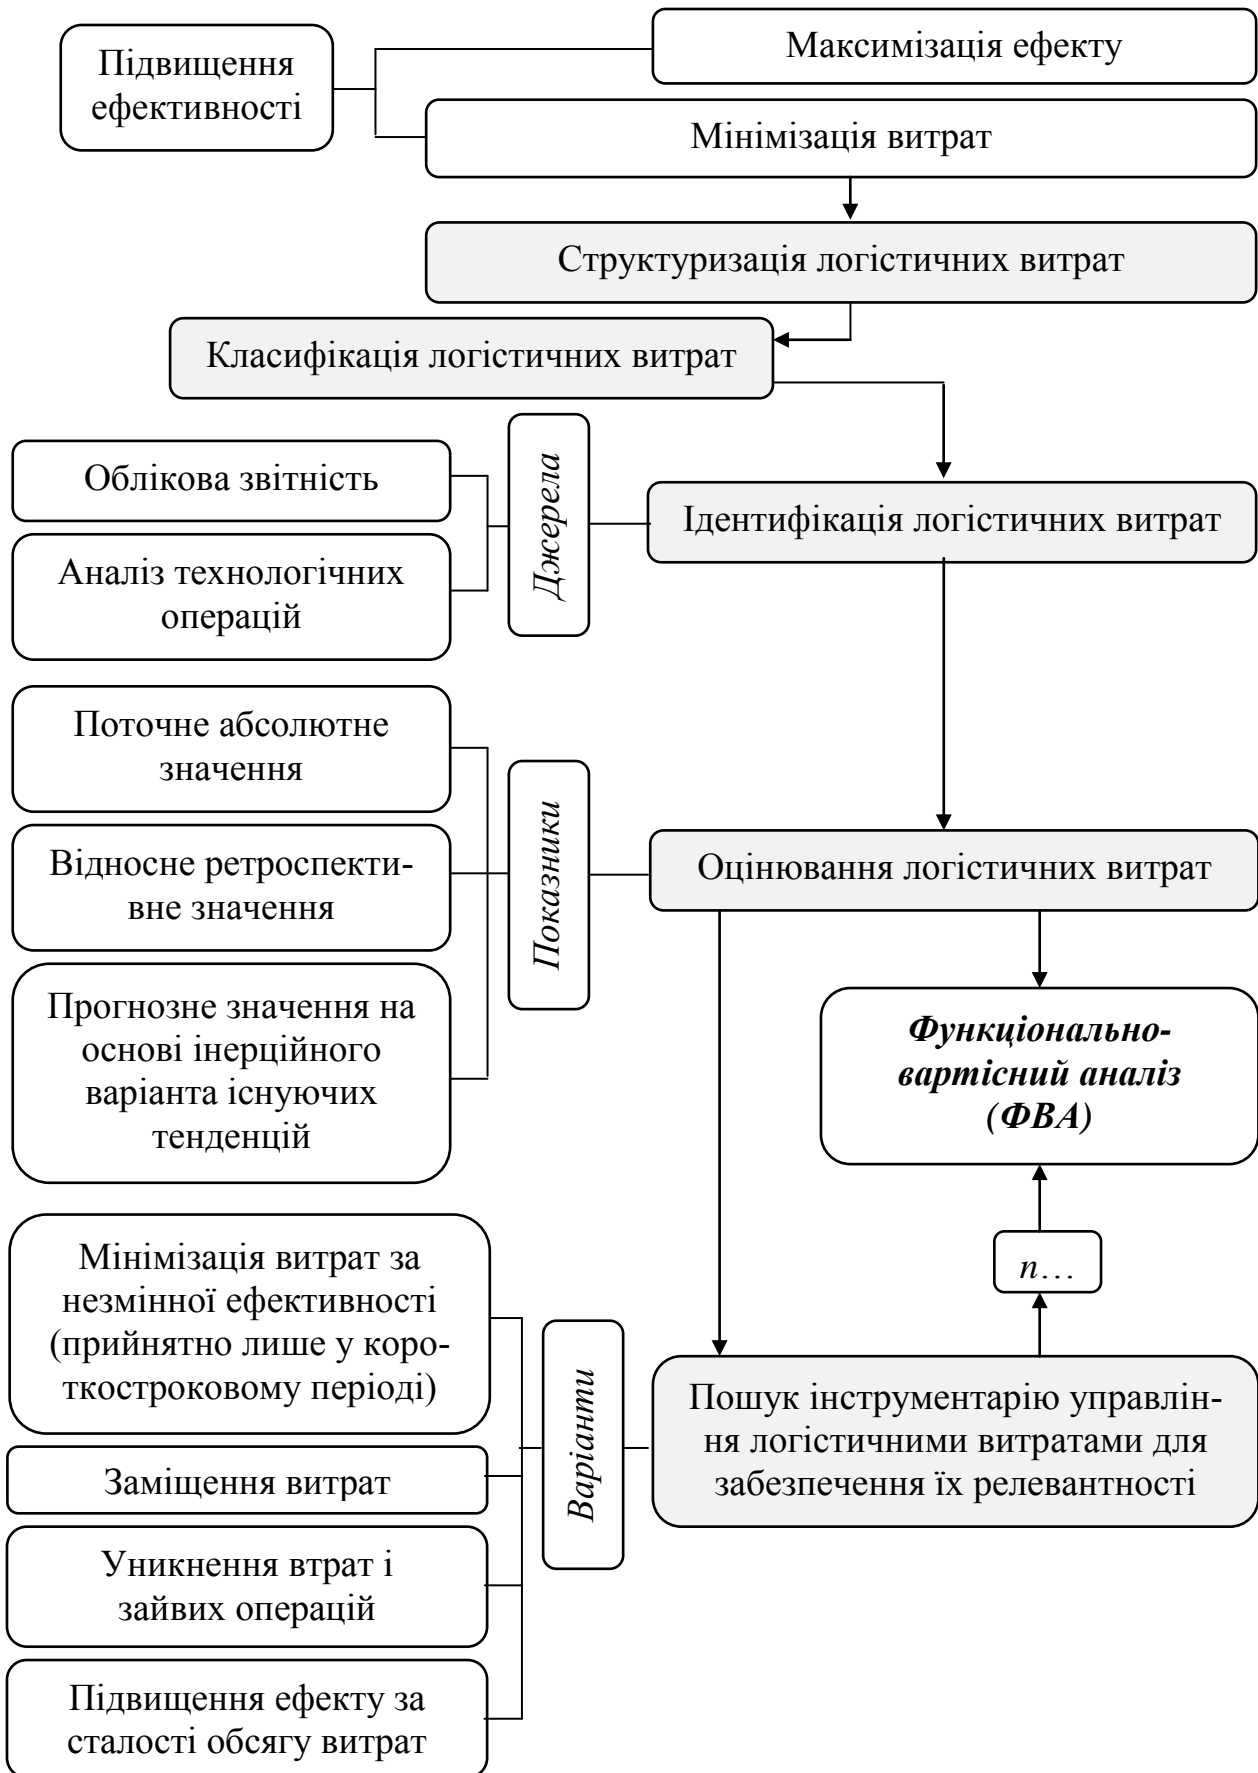 Підвищення
ефективності
Максимізація ефекту
Мінімізація витрат
Структуризація логістичних витрат
Класифікація логістичних витрат
Облікова звітність
Аналіз технологічних
операцій
Джерела
Ідентифікація логістичних витрат
Поточне абсолютне
значення
Відносне ретроспекти-
вне значення
Прогнозне значення на
основі інерційного
варіанта існуючих
тенденцій
Показники
Оцінювання логістичних витрат
Функціонально-
вартісний аналіз
(ФВА)
n…
Мінімізація витрат за
незмінної ефективності
(прийнятно лише у коро-
ткостроковому періоді)
Заміщення витрат
Уникнення втрат і
зайвих операцій
Підвищення ефекту за
сталості обсягу витрат
Варіанти
Пошук інструментарію управлін-
ня логістичними витратами для
забезпечення їх релевантності